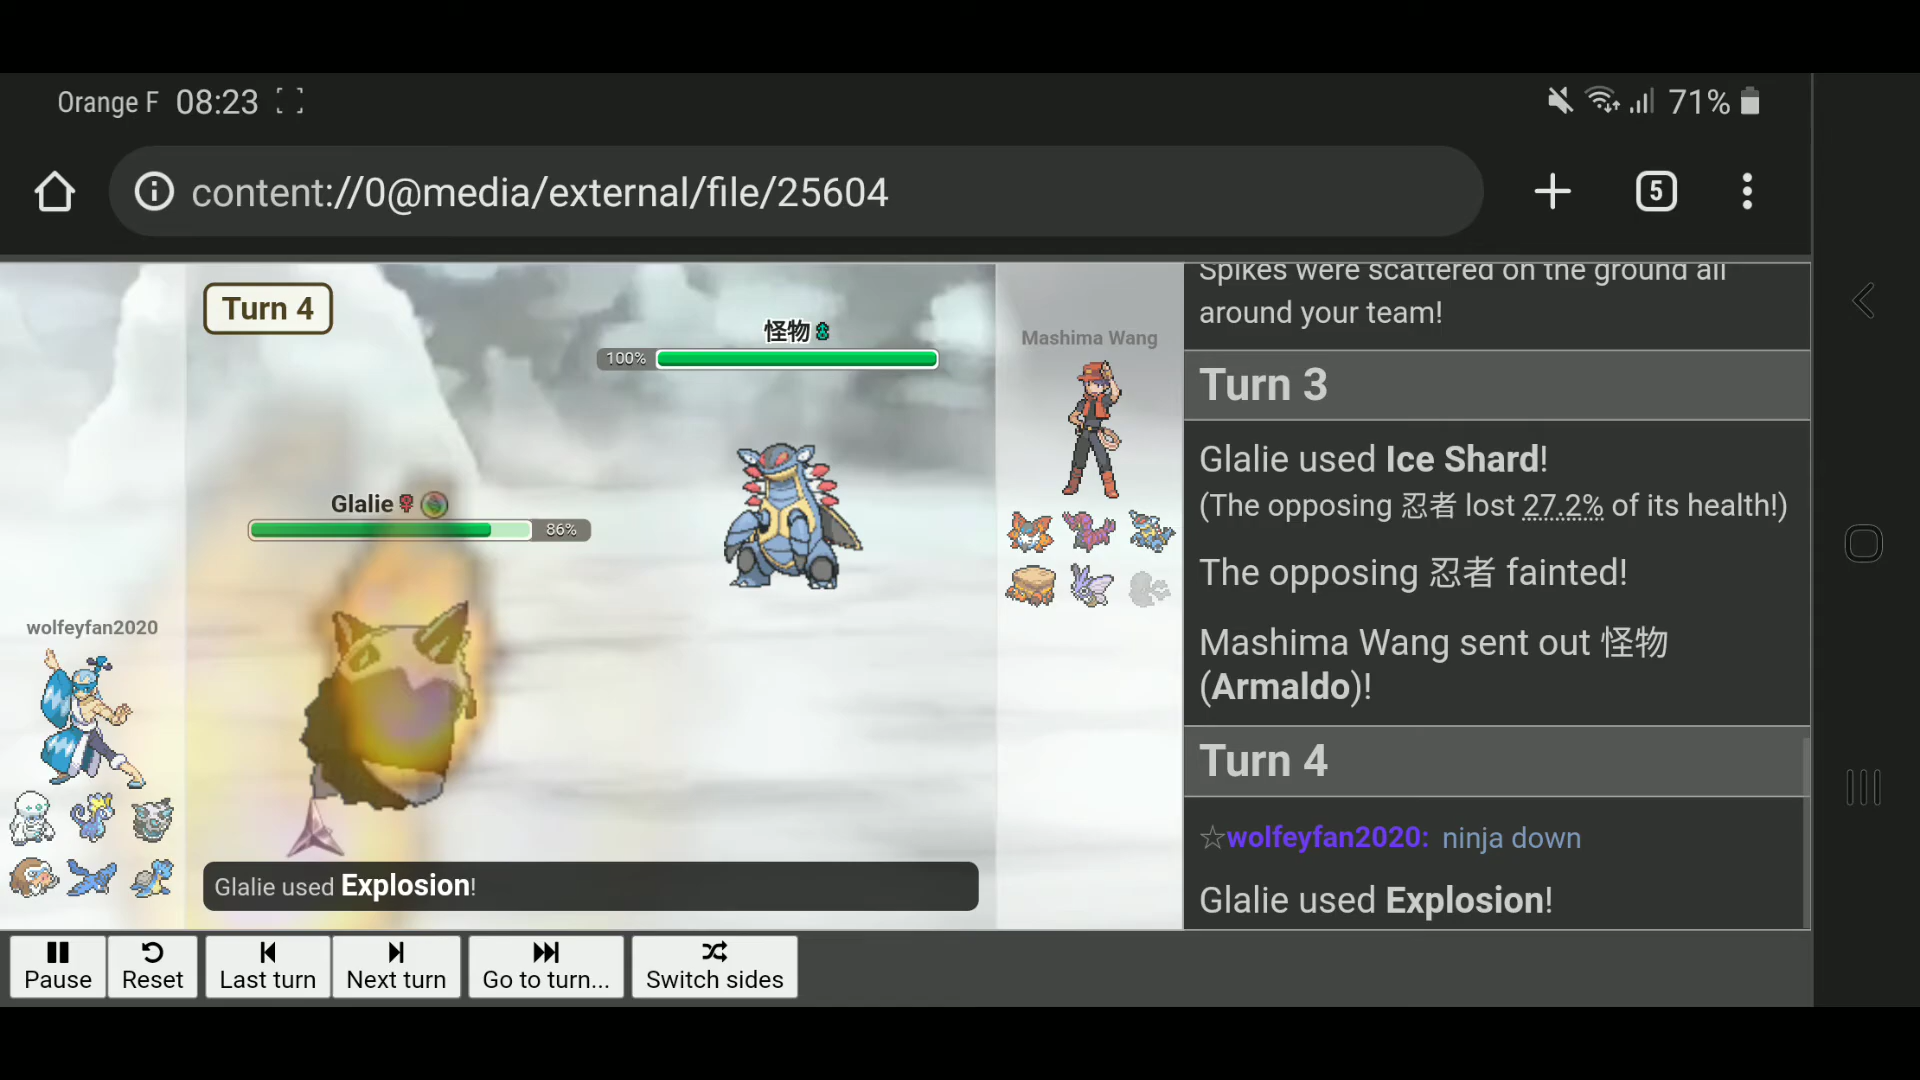 Orange F 08:23 71%
content://0@media/external/file/25604
5
Turn 4
怪物
100%
Glalie
86%
wolfeyfan2020
Mashima Wang
Glalie used Explosion!
Spikes were scattered on the ground all
around your team!
Turn 3
Glalie used Ice Shard!
(The opposing 忍者 lost 27.2% of its health!)
The opposing 忍者 fainted!
Mashima Wang sent out 怪物
(Armaldo)!
Turn 4
☆wolfeyfan2020: ninja down
Glalie used Explosion!
Pause Reset Last turn Next turn Go to turn... Switch sides